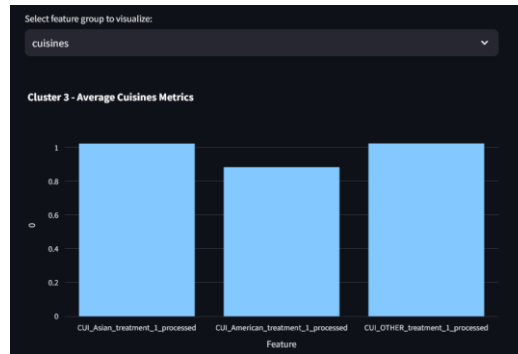 Select feature group to visualize:
cuisines
Cluster 3 - Average Cuisines Metrics
1
0.8
0.6
0
0.4
0.2
0
CUI_Asian_treatment_1_processed CUI_American_treatment_1_processed CUI_OTHER_treatment_1_processed
Feature